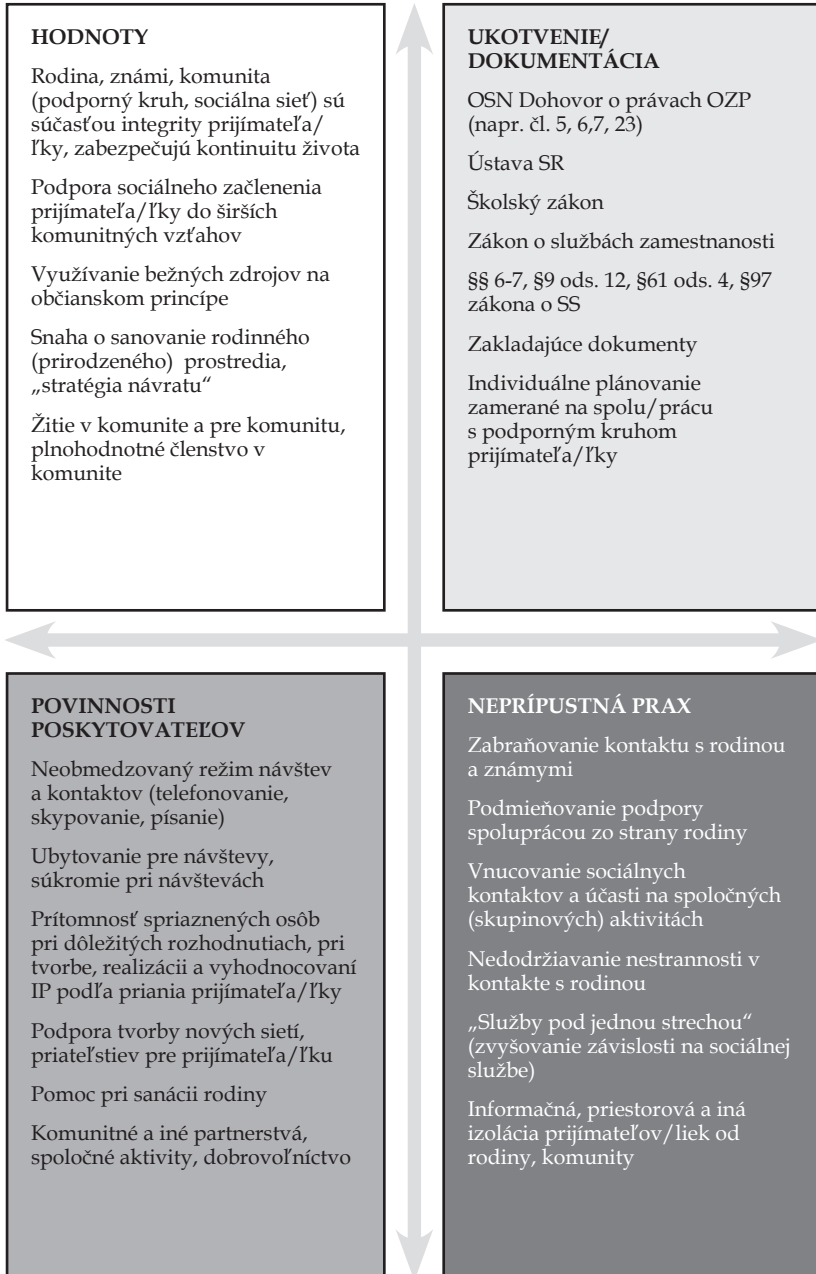 HODNOTY
Rodina, známi, komunita
(podporný kruh, sociálna sieť) sú
súčasťou integrity prijímateľa/
ľky, zabezpečujú kontinuitu života
Podpora sociálneho začlenenia
prijímateľa/ľky do širších
komunitných vzťahov
Využívanie bežných zdrojov na
občianskom princípe
Snaha o sanovanie rodinného
(prirodzeného) prostredia,
„stratégia návratu“
Žitie v komunite a pre komunitu,
plnohodnotné členstvo v
komunite
UKOTVENIE/
DOKUMENTÁCIA
OSN Dohovor o právach OZP
(napr. čl. 5, 6,7, 23)
Ústava SR
Školský zákon
Zákon o službách zamestnanosti
§§ 6-7, §9 ods. 12, §61 ods. 4, §97
zákona o SS
Zakladajúce dokumenty
Individuálne plánovanie
zamerané na spolu/prácu
s podporným kruhom
prijímateľa/ľky
POVINNOSTI
POSKYTOVATEĽOV
Neobmedzovaný režim návštev
a kontaktov (telefonovanie,
skypovanie, písanie)
Ubytovanie pre návštevy,
súkromie pri návštevách
Prítomnosť spriaznených osôb
pri dôležitých rozhodnutiach, pri
tvorbe, realizácii a vyhodnocovaní
IP podľa priania prijímateľa/ľky
Podpora tvorby nových sietí,
priateľstiev pre prijímateľa/ľku
Pomoc pri sanácii rodiny
Komunitné a iné partnerstvá,
spoločné aktivity, dobrovoľníctvo
NEPRÍPUSTNÁ PRAX
Zabraňovanie kontaktu s rodinou
a známymi
Podmieňovanie podpory
spoluprácou zo strany rodiny
Vnucovanie sociálnych
kontaktov a účasti na spoločných
(skupinových) aktivitách
Nedodržiavanie nestrannosti v
kontakte s rodinou
„Služby pod jednou strechou“
(zvyšovanie závislosti na sociálnej
službe)
Informačná, priestorová a iná
izolácia prijímateľov/liek od
rodiny, komunity